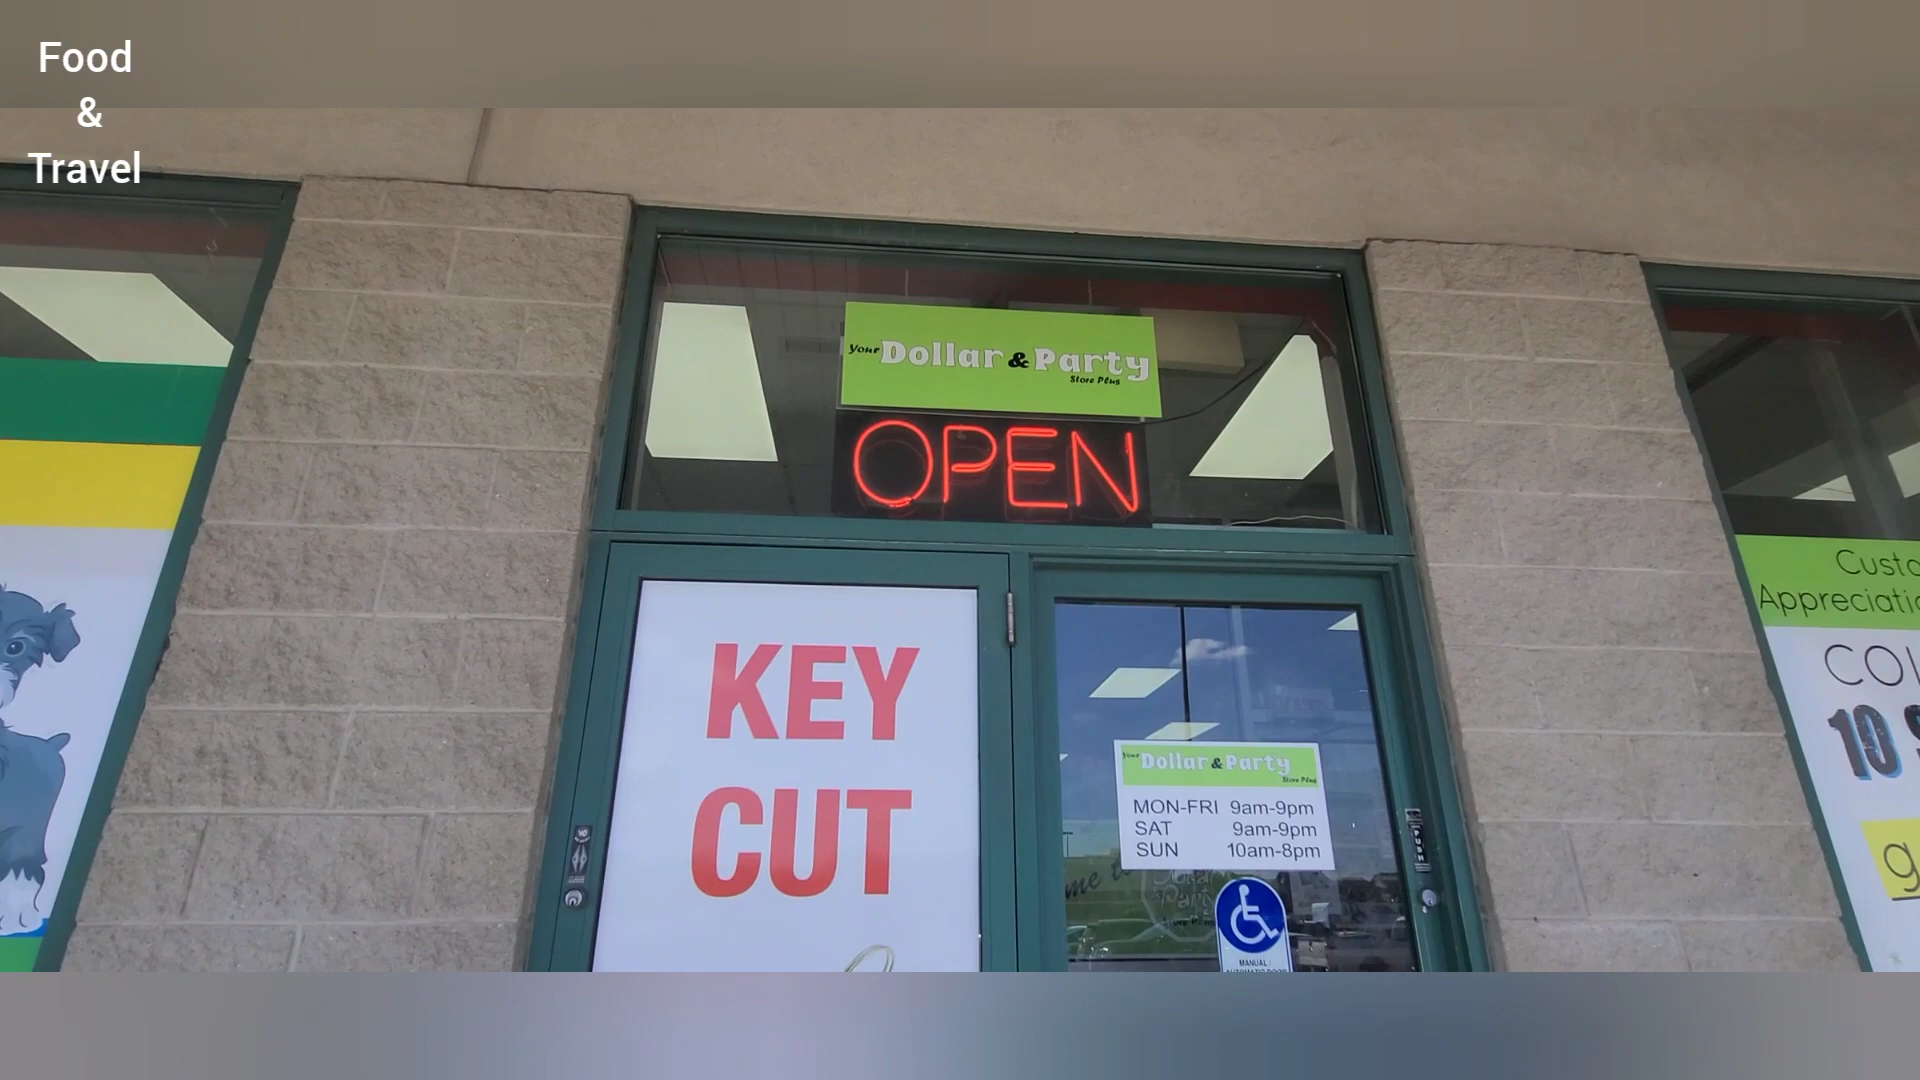 Food
&
Travel
Your Dollar & Party
Store Plus
OPEN
KEY
CUT
Your Dollar & Party
Store Plus
MON-FRI 9am-9pm
SAT 9am-9pm
SUN 10am-8pm
MANUAL
PUSH
10